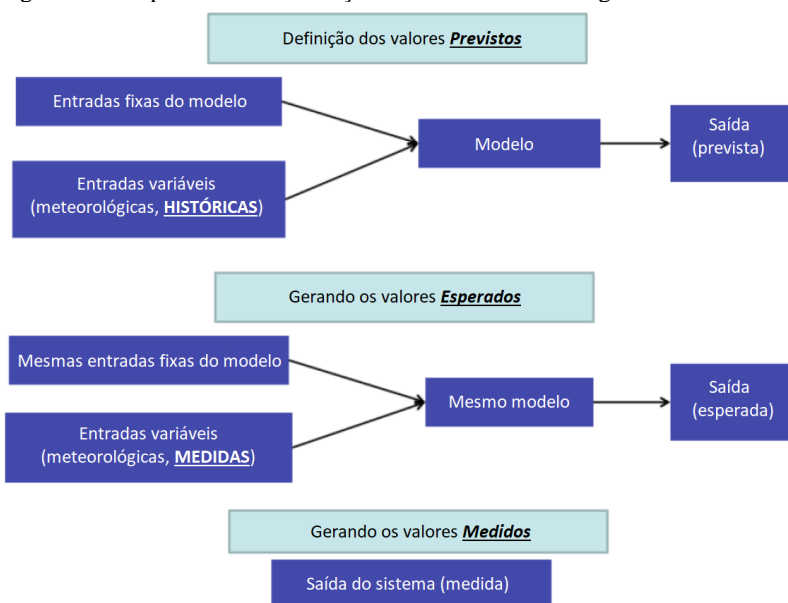 Definição dos valores Previstos
Entradas fixas do modelo
Entradas variáveis
(meteorológicas, HISTÓRICAS)
Modelo
Saída
(prevista)
Gerando os valores Esperados
Mesmas entradas fixas do modelo
Entradas variáveis
(meteorológicas, MEDIDAS)
Mesmo modelo
Saída
(esperada)
Gerando os valores Medidos
Saída do sistema (medida)